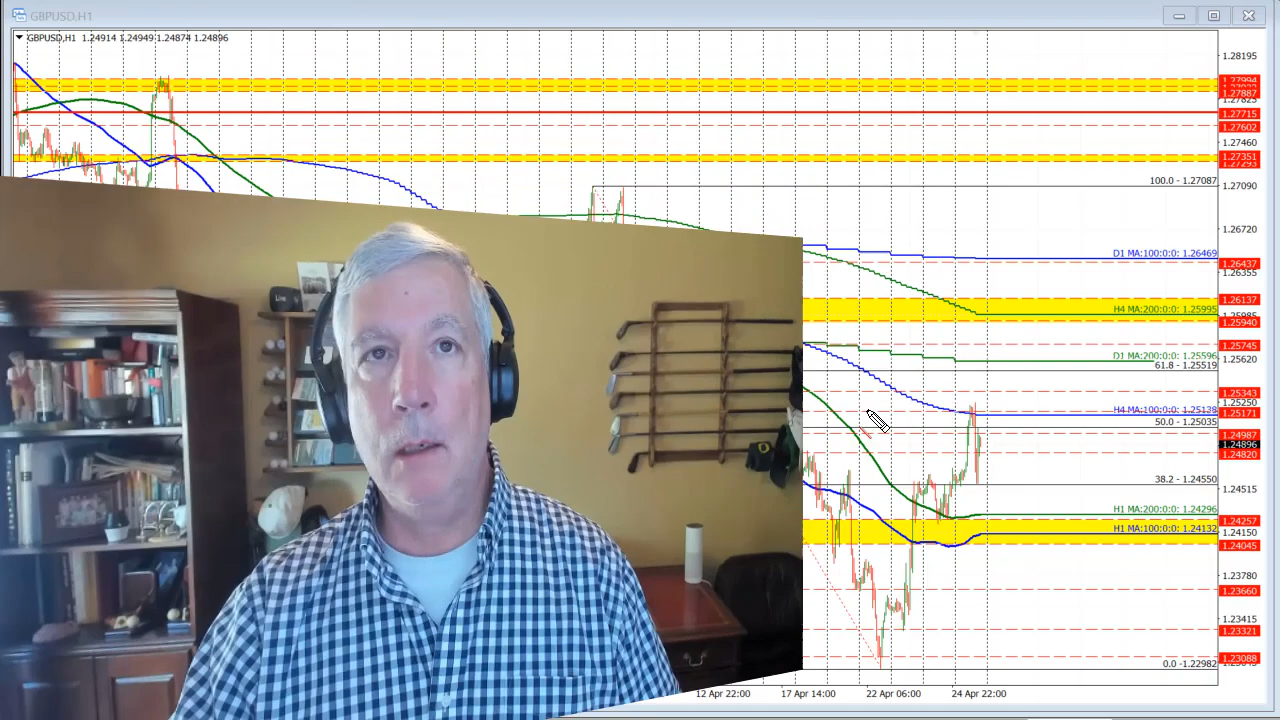 GBPUSD,H1
GBPUSD,H1 1.24914 1.24949 1.24874 1.24896
1.28195
1.27994
1.27887
1.27823
1.27715
1.27602
1.27460
1.27351
100.0 - 1.27087
1.27090
1.26720
D1 MA:100:0:0: 1.26469
1.26437
1.26355
1.26137
H4 MA:200:0:0: 1.25995
1.25940
1.25745
D1 MA:200:0:0: 1.25596
1.25620
61.8 - 1.25519
1.25343
1.25250
H4 MA:100:0:0: 1.25138
1.25171
50.0 - 1.25035
1.24987
1.24896
1.24820
38.2 - 1.24550
1.24515
H1 MA:200:0:0: 1.24296
1.24257
H1 MA:100:0:0: 1.24132
1.24150
1.24045
1.23780
1.23660
1.23415
1.23321
1.23088
0.0 - 1.22982
12 Apr 22:00 17 Apr 14:00 22 Apr 06:00 24 Apr 22:00
Live